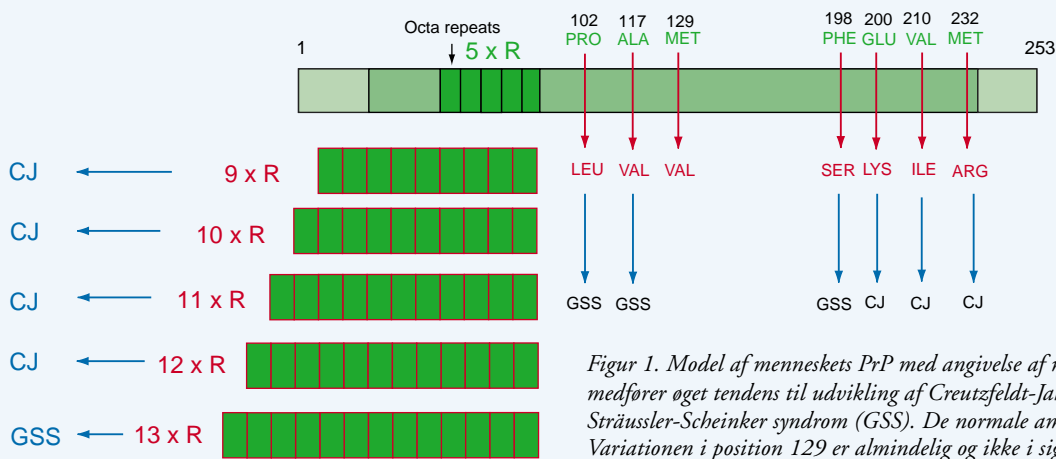 102 117 129 198 200 210 232
Octa repeats PRO ALA MET PHE GLU VAL MET
1 5 x R 253
CJ 9 x R LEU VAL VAL SER LYS ILE ARG
CJ 10 x R
CJ 11 x R GSS GSS GSS CJ CJ CJ
CJ 12 x R
GSS 13 x R
Figur 1. Model af menneskets PrP med angivelse af
medfører øget tendens til udvikling af Creutzfeldt-Jak
Sträussler-Scheinker syndrom (GSS). De normale am
Variationen i position 129 er almindelig og ikke i sig